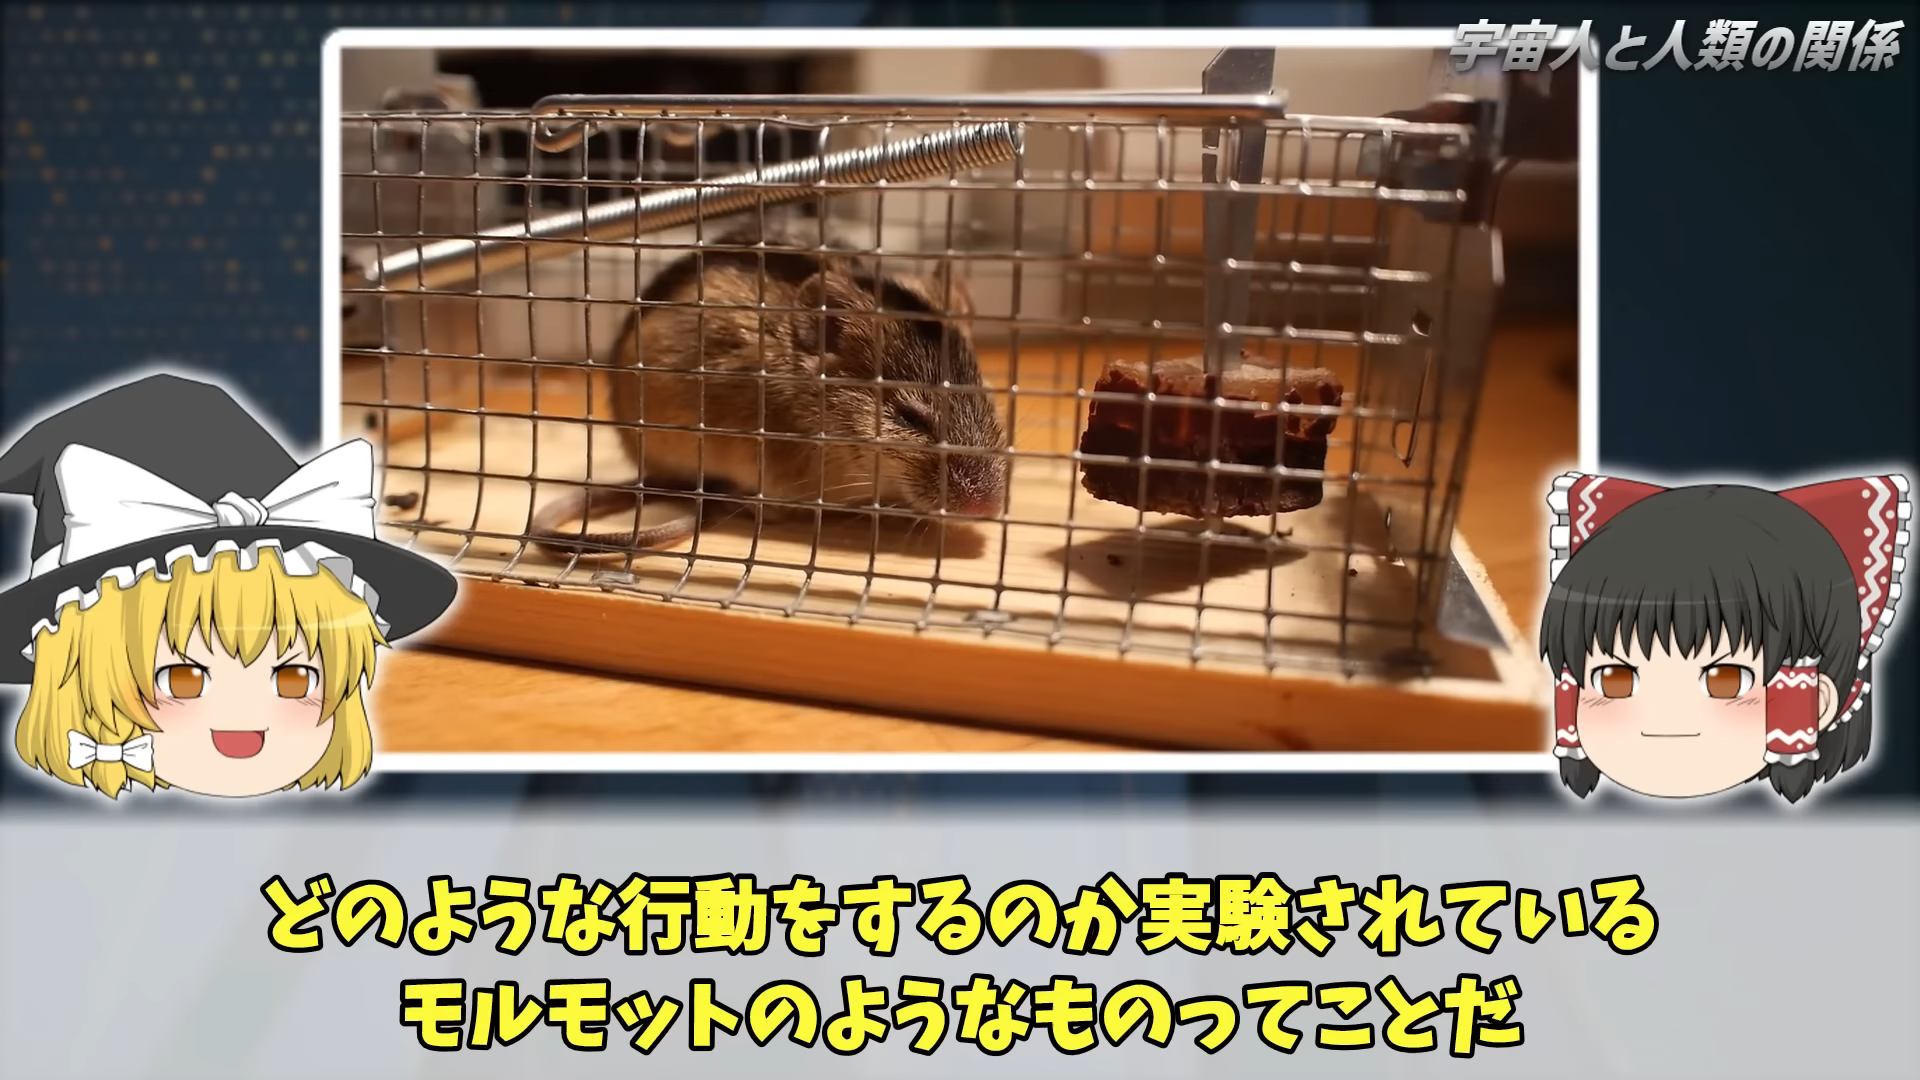 宇宙人と人類の関係
どのような行動をするのか実験されている
モルモットのようなものってことだ